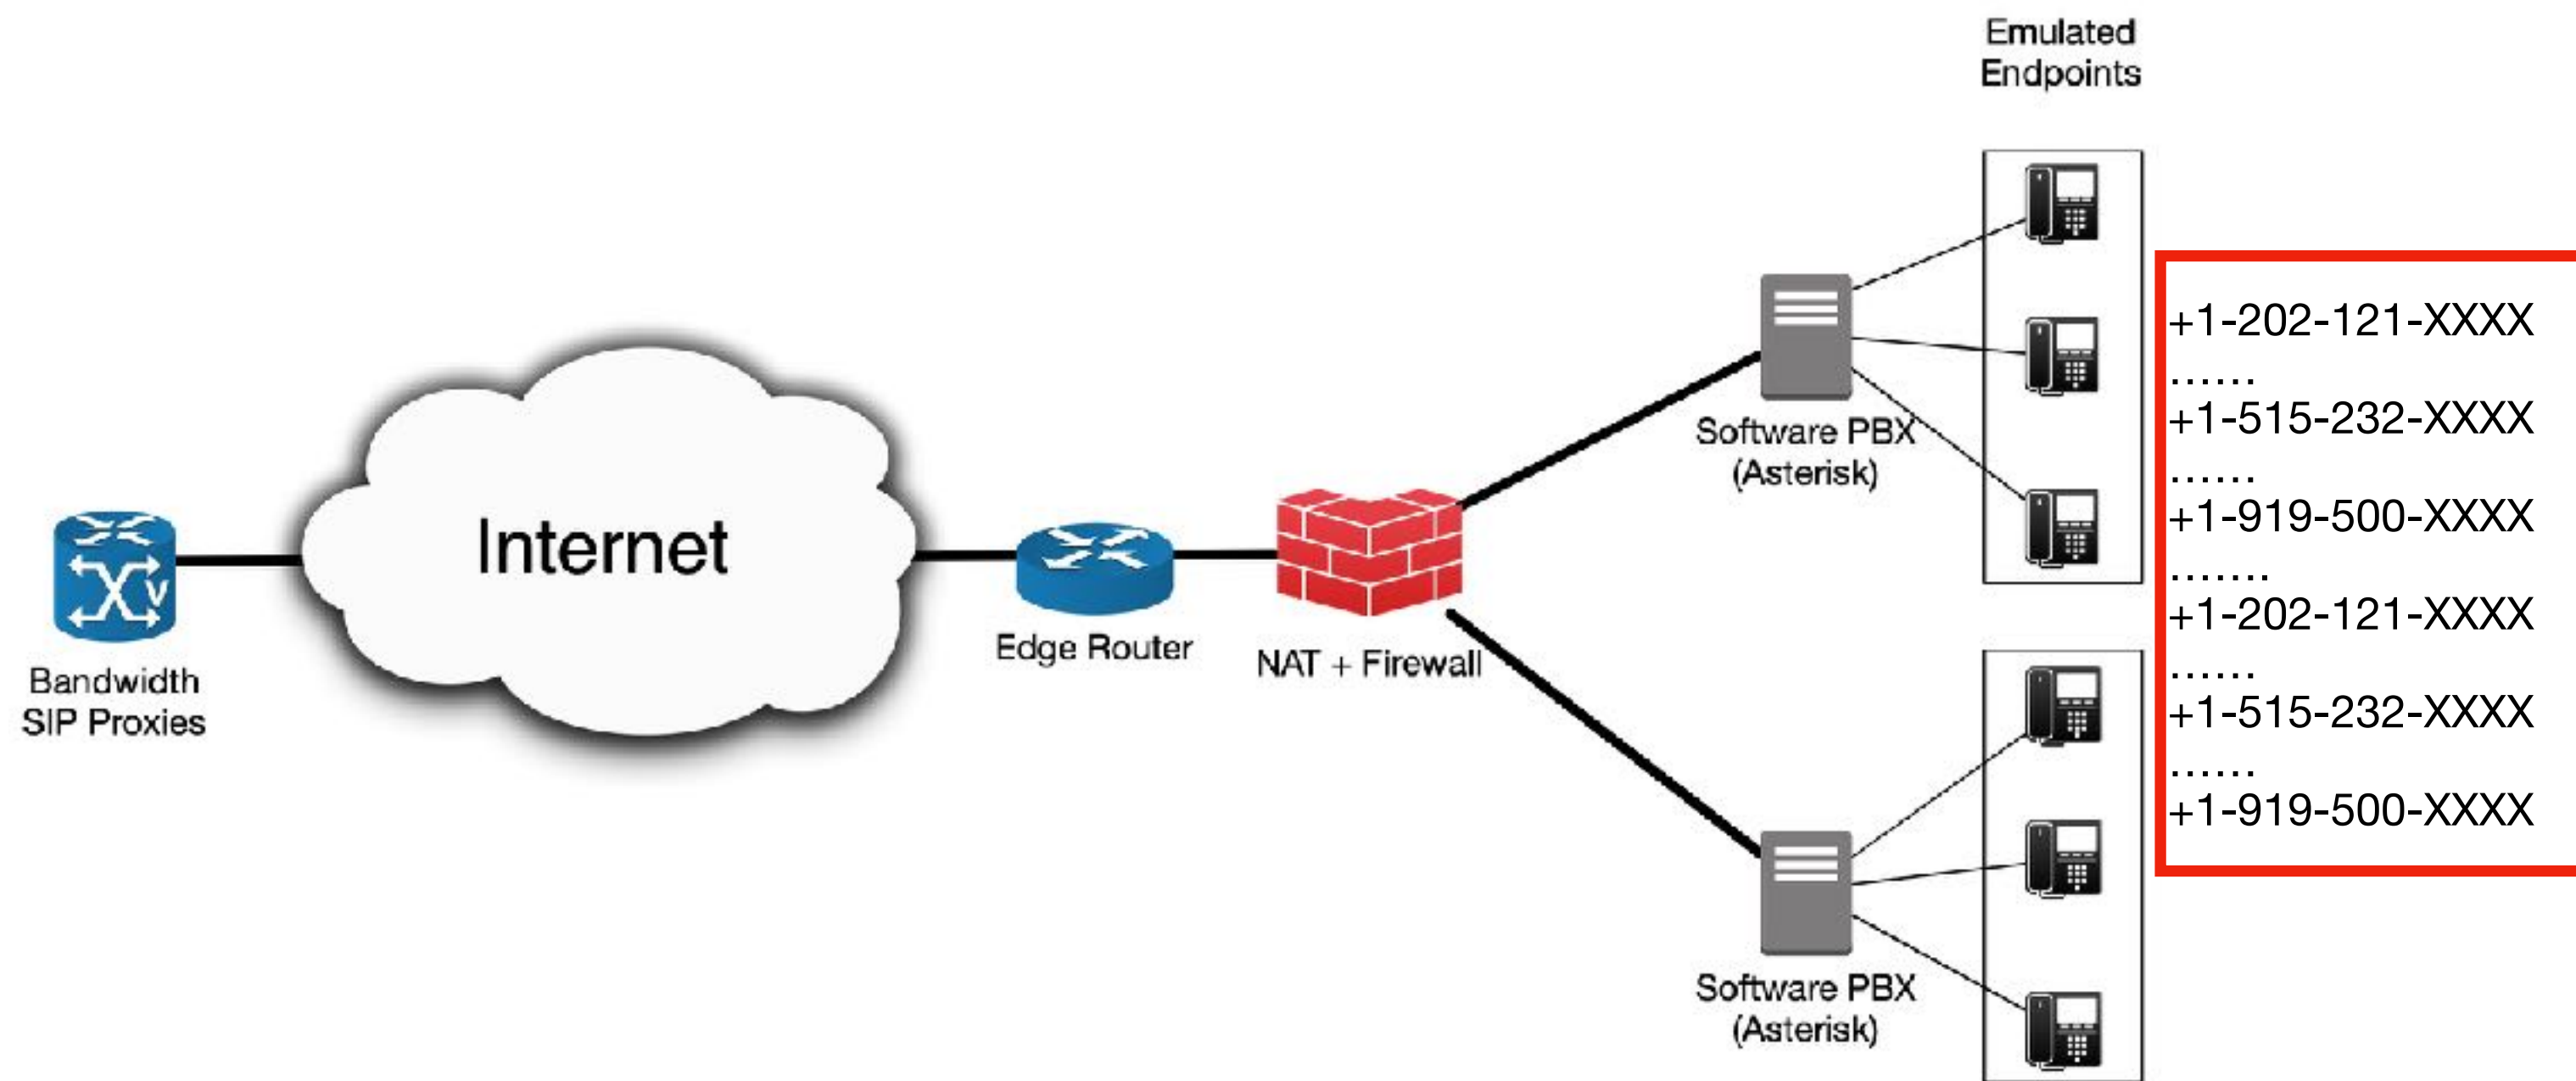 Emulated
Endpoints
+1-202-121-XXXX
......
+1-515-232-XXXX
......
+1-919-500-XXXX
.......
+1-202-121-XXXX
......
+1-515-232-XXXX
......
+1-919-500-XXXX
Software PBX
(Asterisk)
Internet
V
Bandwidth
SIP Proxies
Edge Router
NAT + Firewall
Software PBX
(Asterisk)